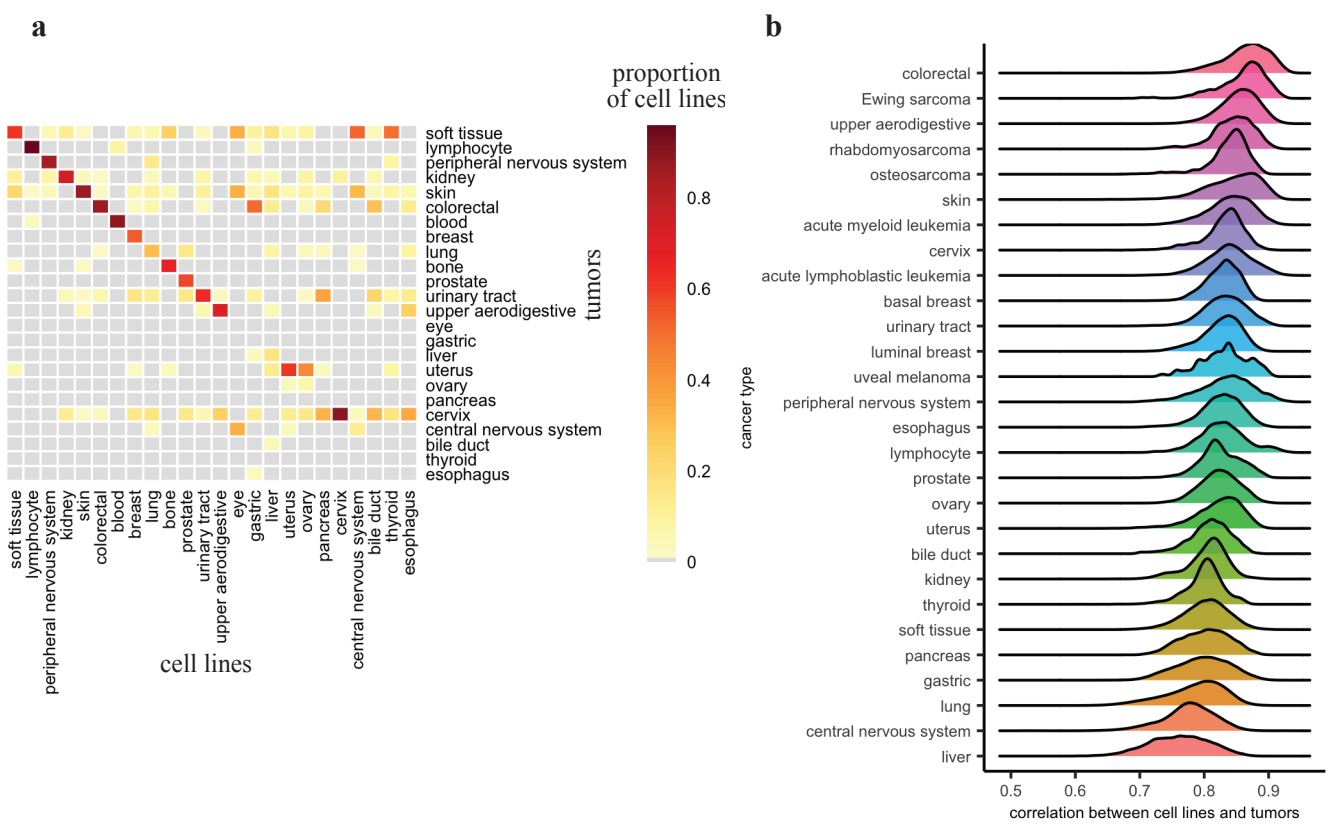 a
proportion
of cell lines
soft tissue
lymphocyte
peripheral nervous system
kidney
skin
colorectal
blood
breast
lung
bone
prostate
urinary tract
upper aerodigestive
eye
gastric
liver
uterus
ovary
pancreas
cervix
central nervous system
bile duct
thyroid
esophagus
tumors
0.8
0.6
0.4
0.2
0
soft tissue
lymphocyte
peripheral nervous system
kidney
skin
colorectal
blood
breast
lung
bone
prostate
urinary tract
upper aerodigestive
eye
gastric
liver
uterus
ovary
pancreas
cervix
central nervous system
bile duct
thyroid
esophagus
cell lines
b
cancer type
colorectal
Ewing sarcoma
upper aerodigestive
rhabdomyosarcoma
osteosarcoma
skin
acute myeloid leukemia
cervix
acute lymphoblastic leukemia
basal breast
urinary tract
luminal breast
uveal melanoma
peripheral nervous system
esophagus
lymphocyte
prostate
ovary
uterus
bile duct
kidney
thyroid
soft tissue
pancreas
gastric
lung
central nervous system
liver
0.5 0.6 0.7 0.8 0.9
correlation between cell lines and tumors